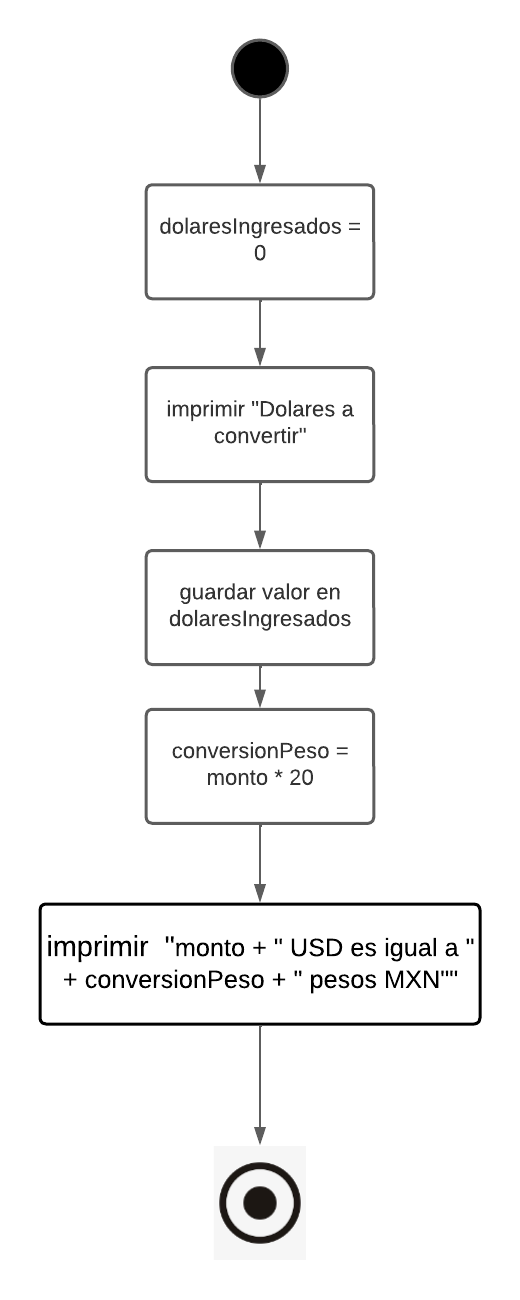 dolaresIngresados =
0
imprimir "Dolares a
convertir"
guardar valor en
dolaresIngresados
conversionPeso =
monto * 20
imprimir  "monto + " USD es igual a "
+ conversionPeso + " pesos MXN""